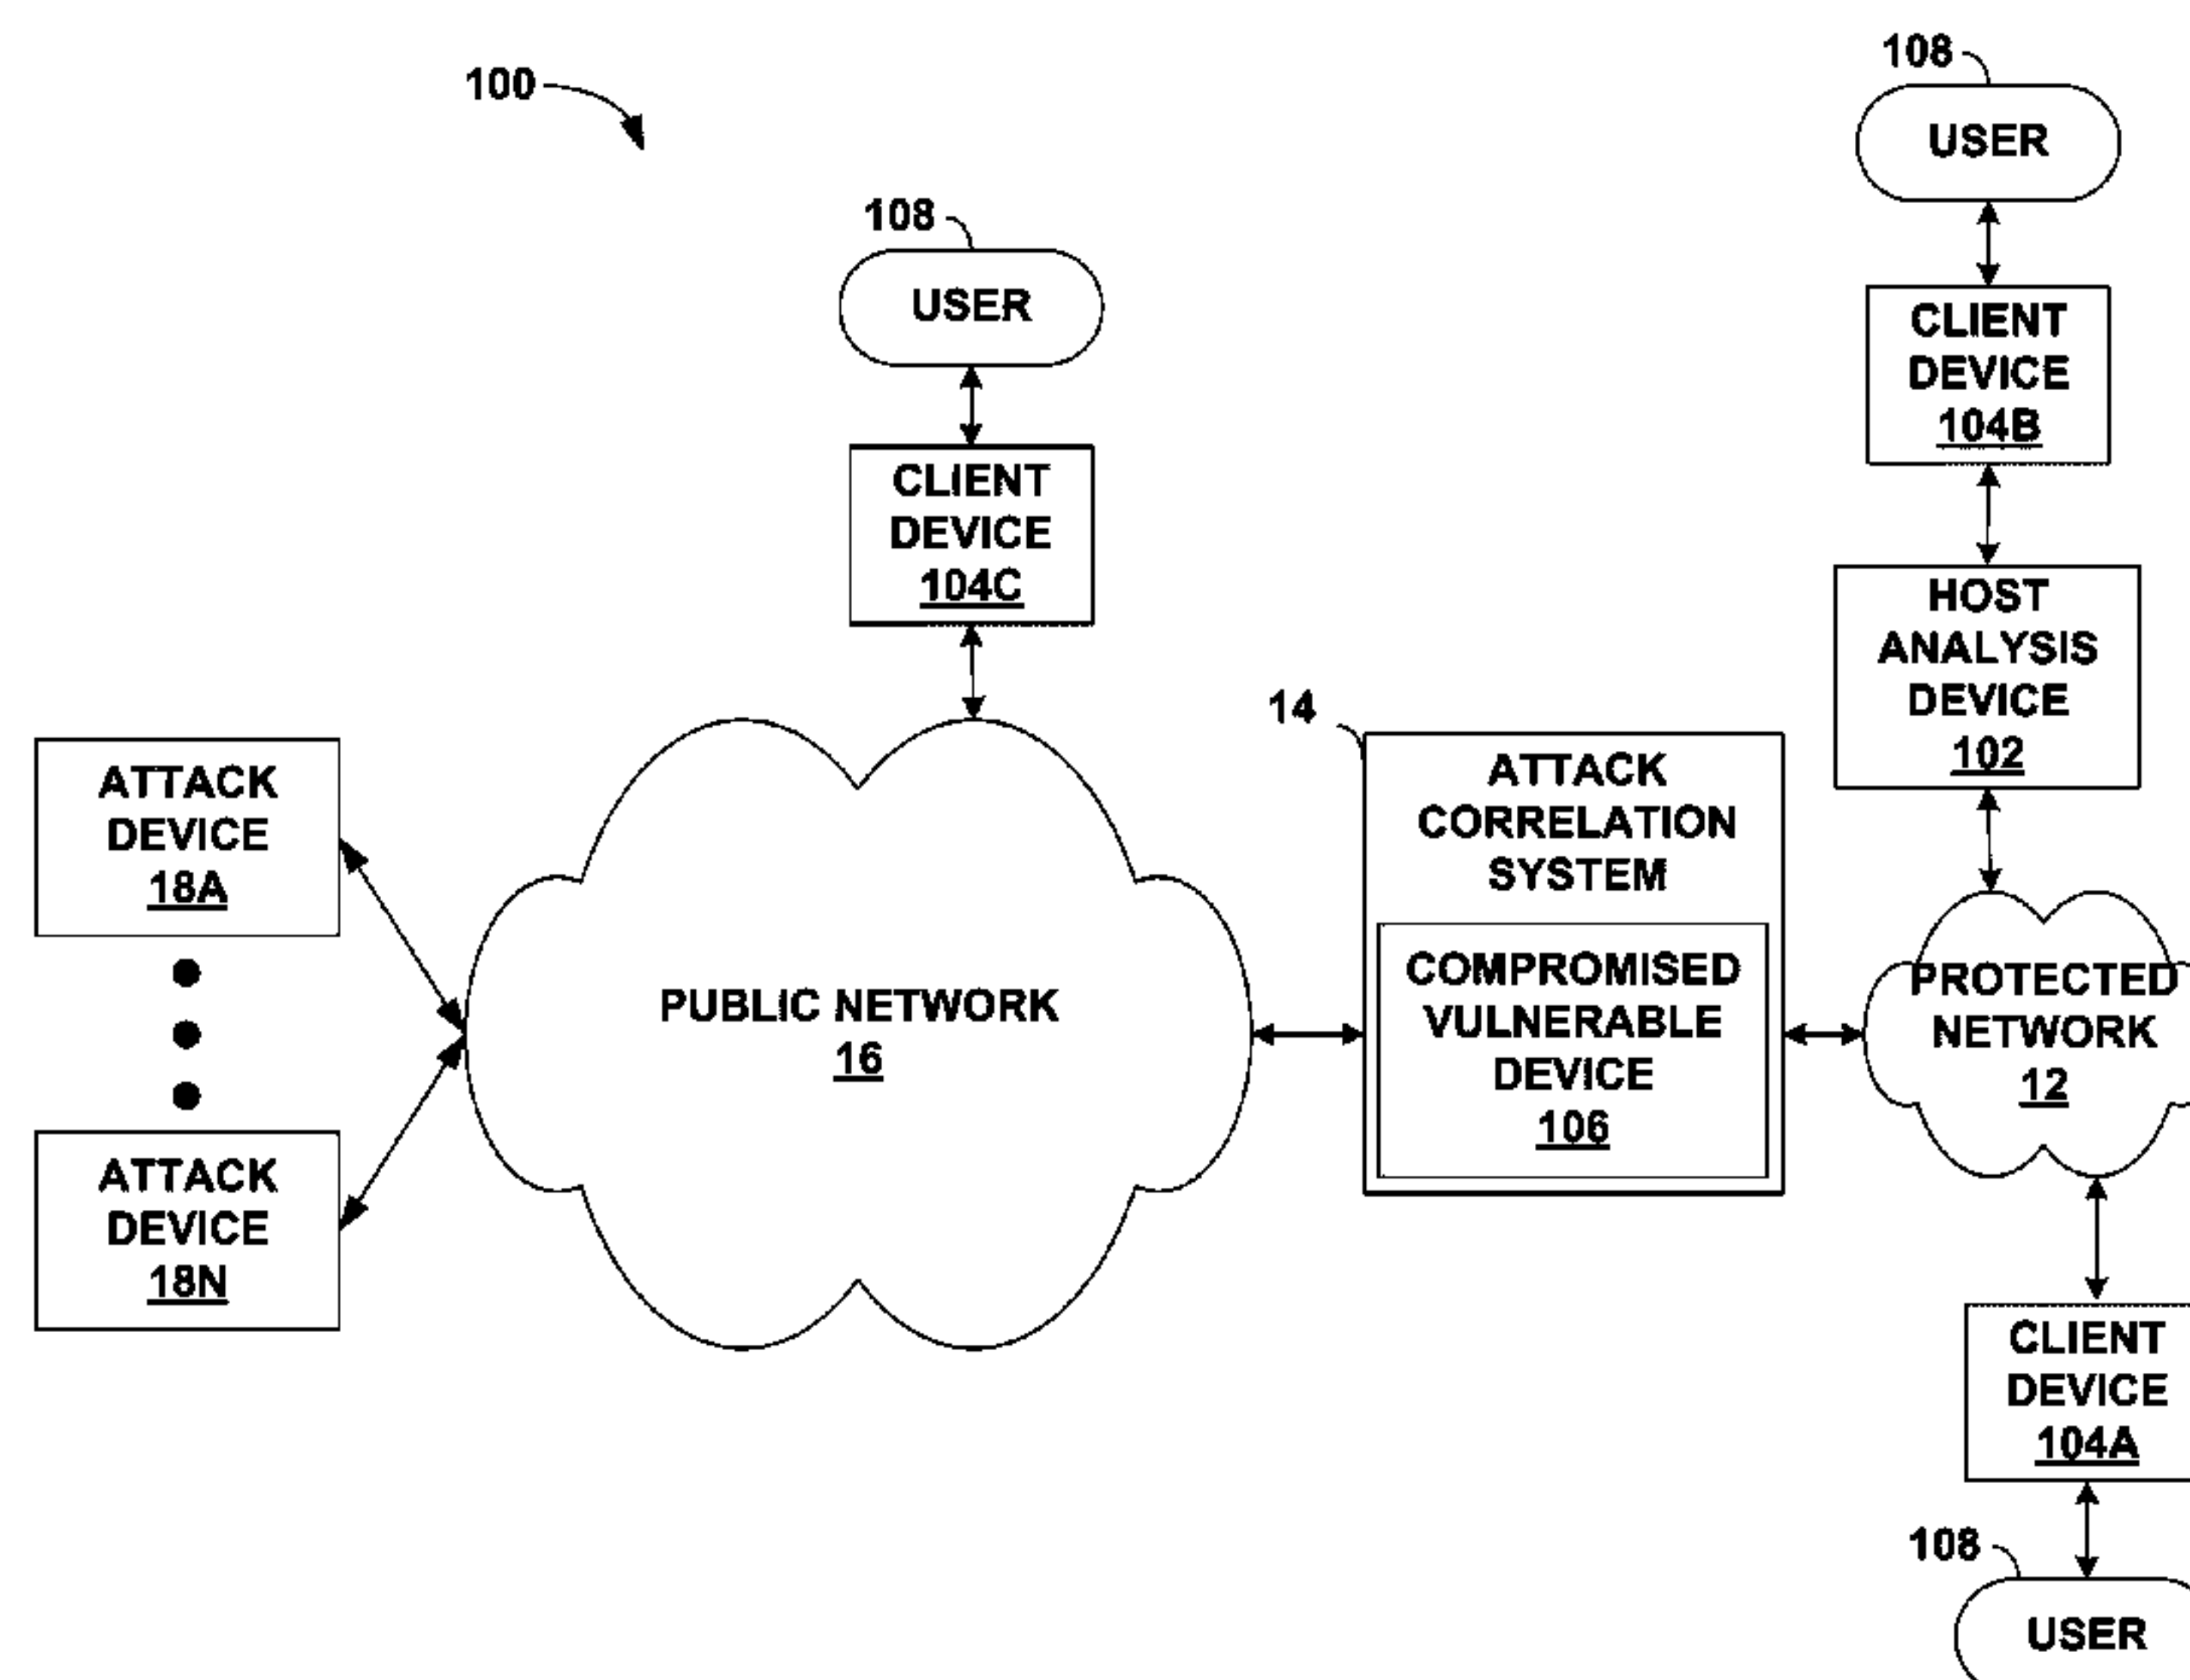 100
108
USER
CLIENT
DEVICE
104C
108
USER
CLIENT
DEVICE
104B
HOST
ANALYSIS
DEVICE
102
ATTACK
DEVICE
18A
ATTACK
DEVICE
18N
PUBLIC NETWORK
16
14
ATTACK
CORRELATION
SYSTEM
COMPROMISED
VULNERABLE
DEVICE
106
PROTECTED
NETWORK
12
CLIENT
DEVICE
104A
108
USER